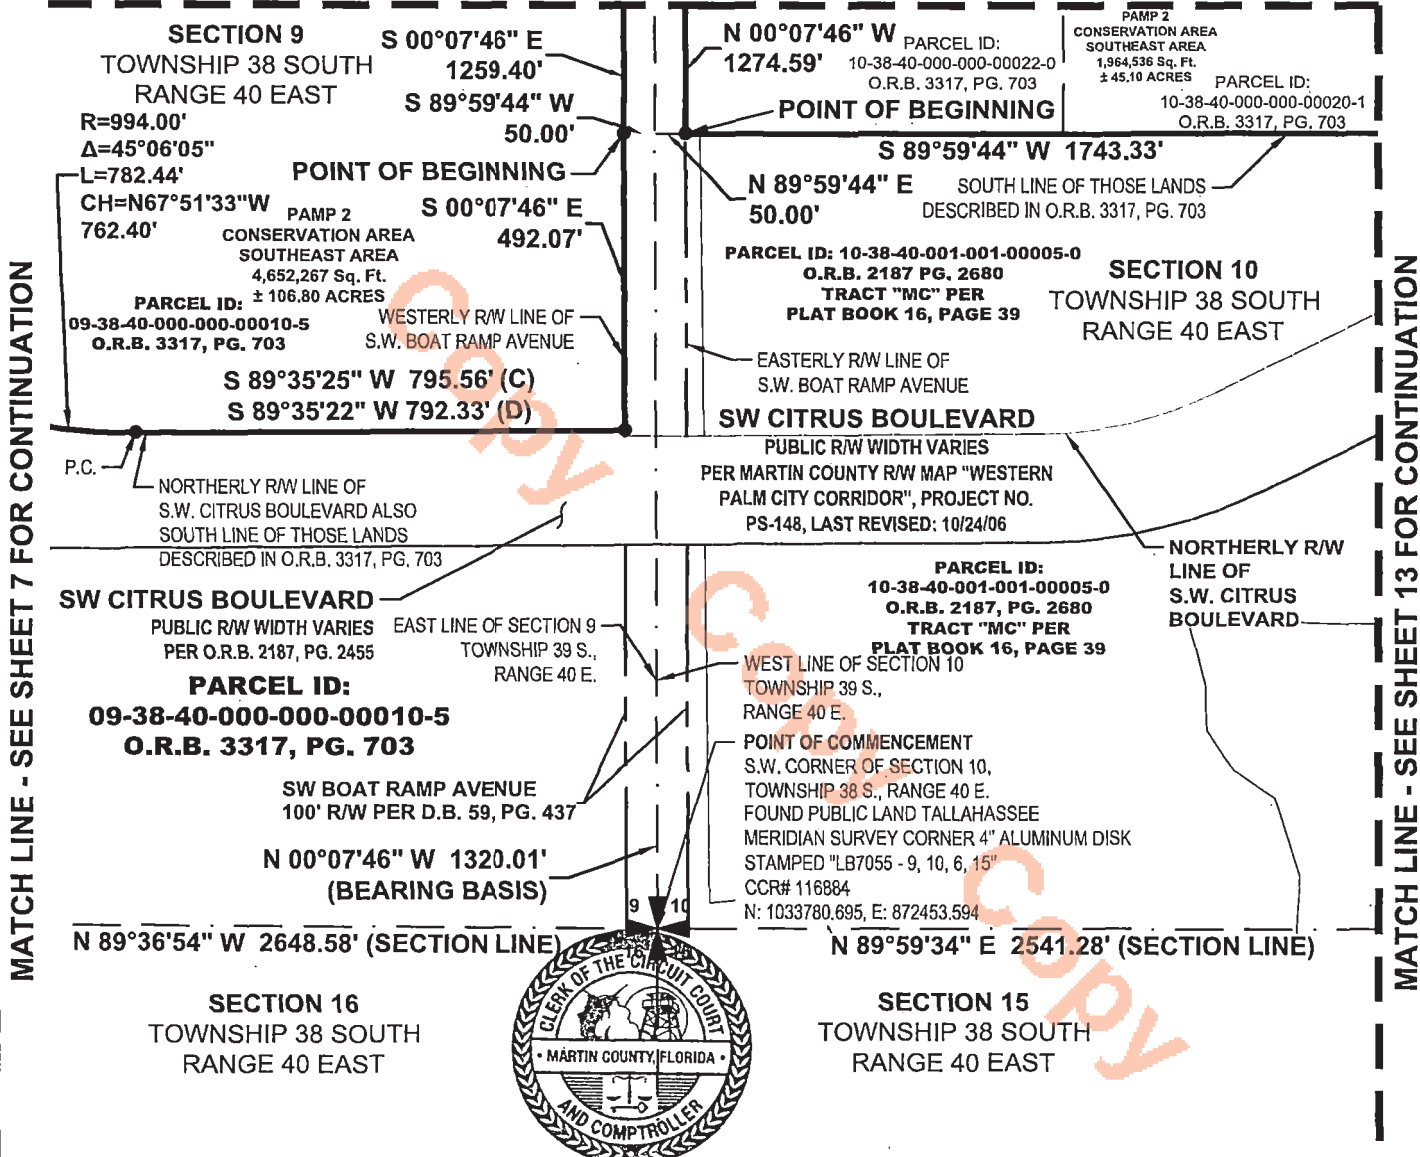 SECTION 9
TOWNSHIP 38 SOUTH
RANGE 40 EAST
S 00°07'46" E
1259.40'
S 89°59'44" W
50.00'
POINT OF BEGINNING
R=994.00'
Δ=45°06'05"
L=782.44'
CH=N67°51'33"W
762.40'
PAMP 2
CONSERVATION AREA
SOUTHEAST AREA
4,652,267 Sq. Ft.
± 106.80 ACRES
S 00°07'46" E
492.07'
PARCEL ID:
09-38-40-000-000-00010-5
O.R.B. 3317, PG. 703
WESTERLY R/W LINE OF
S.W. BOAT RAMP AVENUE
S 89°35'25" W 795.56' (C)
S 89°35'22" W 792.33' (D)
P.C.
NORTHERLY R/W LINE OF
S.W. CITRUS BOULEVARD ALSO
SOUTH LINE OF THOSE LANDS
DESCRIBED IN O.R.B. 3317, PG. 703
SW CITRUS BOULEVARD
PUBLIC R/W WIDTH VARIES
PER O.R.B. 2187, PG. 2455
EAST LINE OF SECTION 9
TOWNSHIP 39 S.,
RANGE 40 E.
PARCEL ID:
09-38-40-000-000-00010-5
O.R.B. 3317, PG. 703
SW BOAT RAMP AVENUE
100' R/W PER D.B. 59, PG. 437
N 00°07'46" W 1320.01'
(BEARING BASIS)
N 89°36'54" W 2648.58' (SECTION LINE)
SECTION 16
TOWNSHIP 38 SOUTH
RANGE 40 EAST
N 00°07'46" W
1274.59'
PARCEL ID:
10-38-40-000-000-00022-0
O.R.B. 3317, PG. 703
POINT OF BEGINNING
PAMP 2
CONSERVATION AREA
SOUTHEAST AREA
1,964,536 Sq. Ft.
± 45.10 ACRES
PARCEL ID:
10-38-40-000-000-00020-1
O.R.B. 3317, PG. 703
S 89°59'44" W 1743.33'
N 89°59'44" E
50.00'
SOUTH LINE OF THOSE LANDS
DESCRIBED IN O.R.B. 3317, PG. 703
PARCEL ID: 10-38-40-001-001-00005-0
O.R.B. 2187 PG. 2680
TRACT "MC" PER
PLAT BOOK 16, PAGE 39
SECTION 10
TOWNSHIP 38 SOUTH
RANGE 40 EAST
EASTERLY R/W LINE OF
S.W. BOAT RAMP AVENUE
SW CITRUS BOULEVARD
PUBLIC R/W WIDTH VARIES
PER MARTIN COUNTY R/W MAP "WESTERN
PALM CITY CORRIDOR", PROJECT NO.
PS-148, LAST REVISED: 10/24/06
NORTHERLY R/W
LINE OF
S.W. CITRUS
BOULEVARD
PARCEL ID:
10-38-40-001-001-00005-0
O.R.B. 2187, PG. 2680
TRACT "MC" PER
PLAT BOOK 16, PAGE 39
WEST LINE OF SECTION 10
TOWNSHIP 39 S.,
RANGE 40 E.
POINT OF COMMENCEMENT
S.W. CORNER OF SECTION 10,
TOWNSHIP 38 S., RANGE 40 E.
FOUND PUBLIC LAND TALLAHASSEE
MERIDIAN SURVEY CORNER 4" ALUMINUM DISK
STAMPED "LB7055 - 9, 10, 6, 15"
CCR# 116884
N: 1033780.695, E: 872453.594
9 10
16
N 89°59'34" E 2541.28' (SECTION LINE)
SECTION 15
TOWNSHIP 38 SOUTH
RANGE 40 EAST
CLERK OF THE CIRCUIT COURT
• MARTIN COUNTY, FLORIDA •
AND COMPTROLLER
MATCH LINE - SEE SHEET 7 FOR CONTINUATION
MATCH LINE - SEE SHEET 13 FOR CONTINUATION
Copy
Copy
Copy